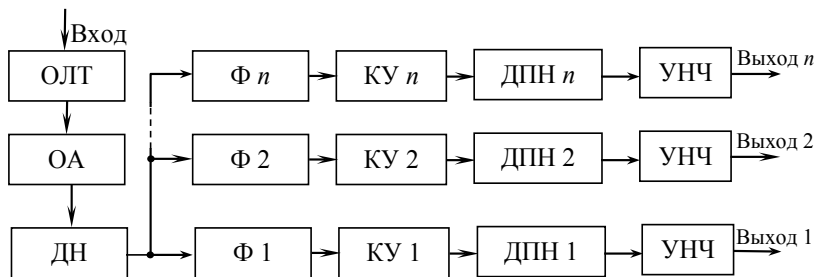 Вход
ОЛТ
Ф n
КУ n
ДПН n
УНЧ
Выход n
ОА
Ф 2
КУ 2
ДПН 2
УНЧ
Выход 2
ДН
Ф 1
КУ 1
ДПН 1
УНЧ
Выход 1